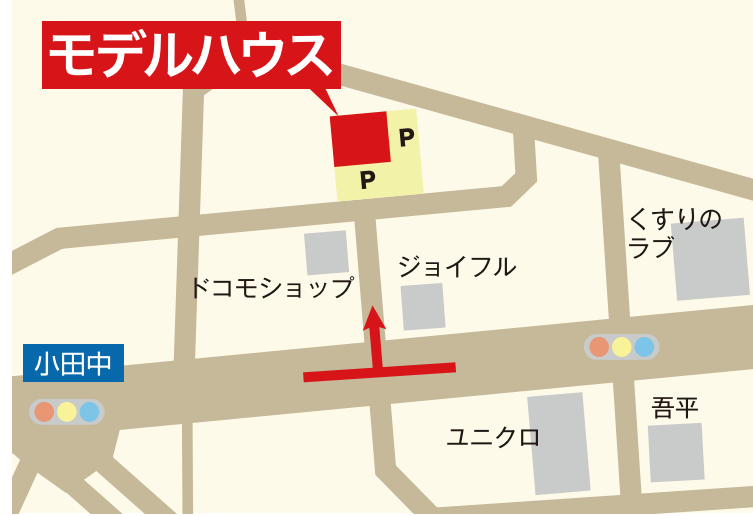 モデルハウス
P
P
くすりの
ラブ
ジョイフル
ドコモショップ
小田中
吾平
ユニクロ